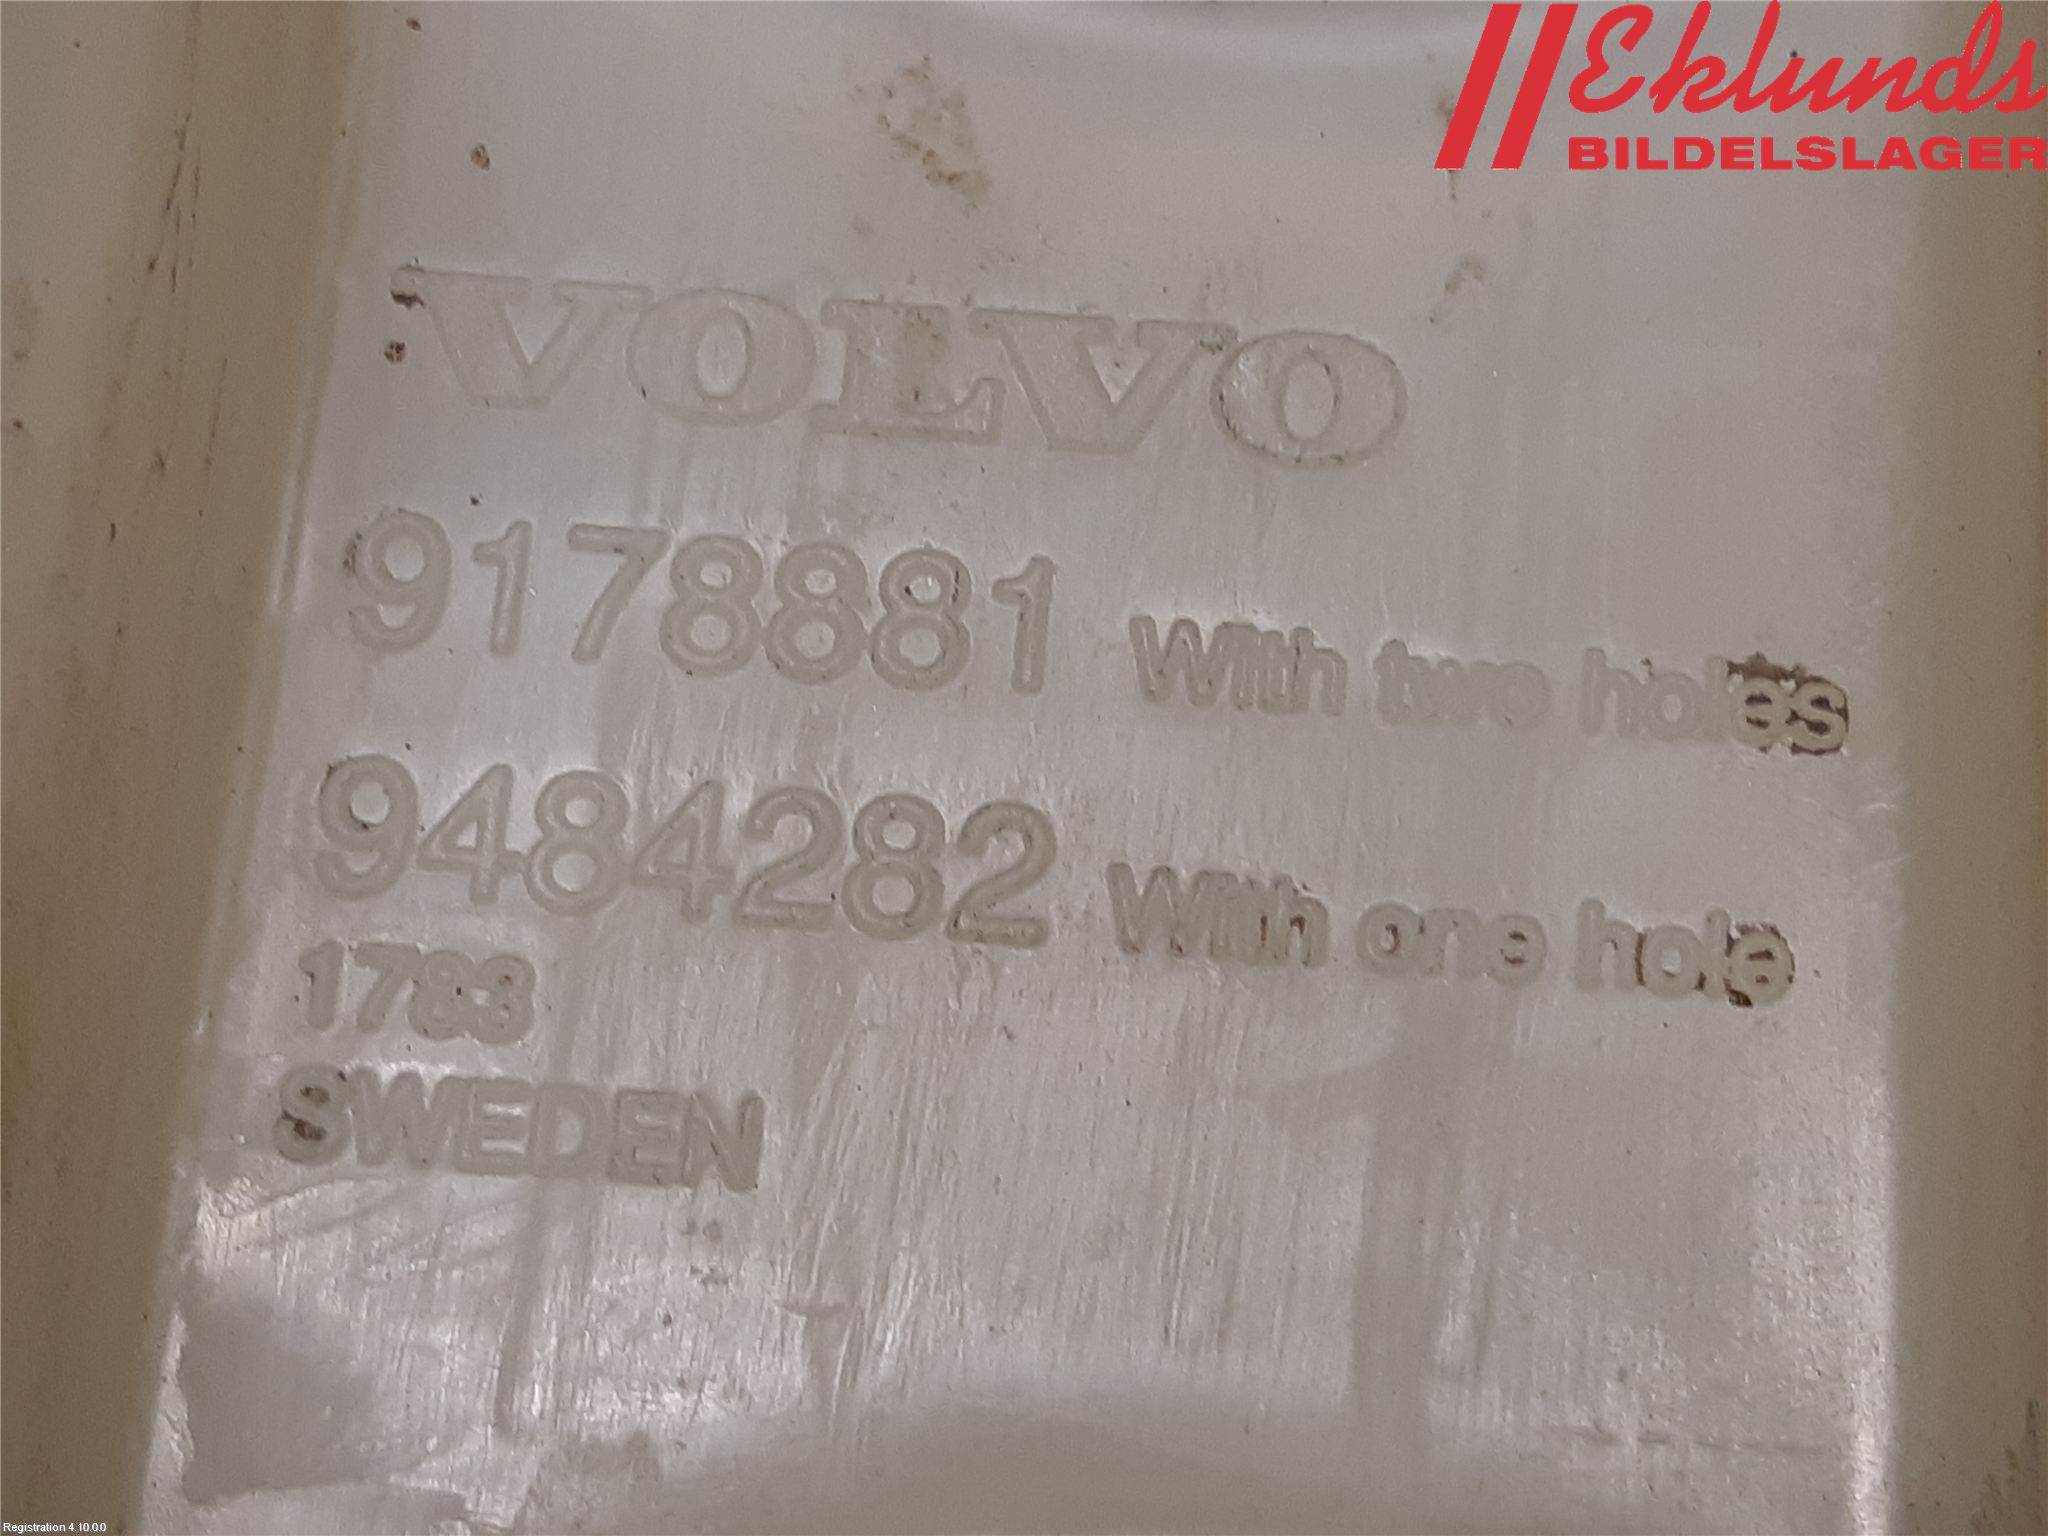 Eklunds
BILDELSLAGER
VOLVO
9178881 With two holes
9484282 With one hole
1783
SWEDEN
Registration 4.10.0.0